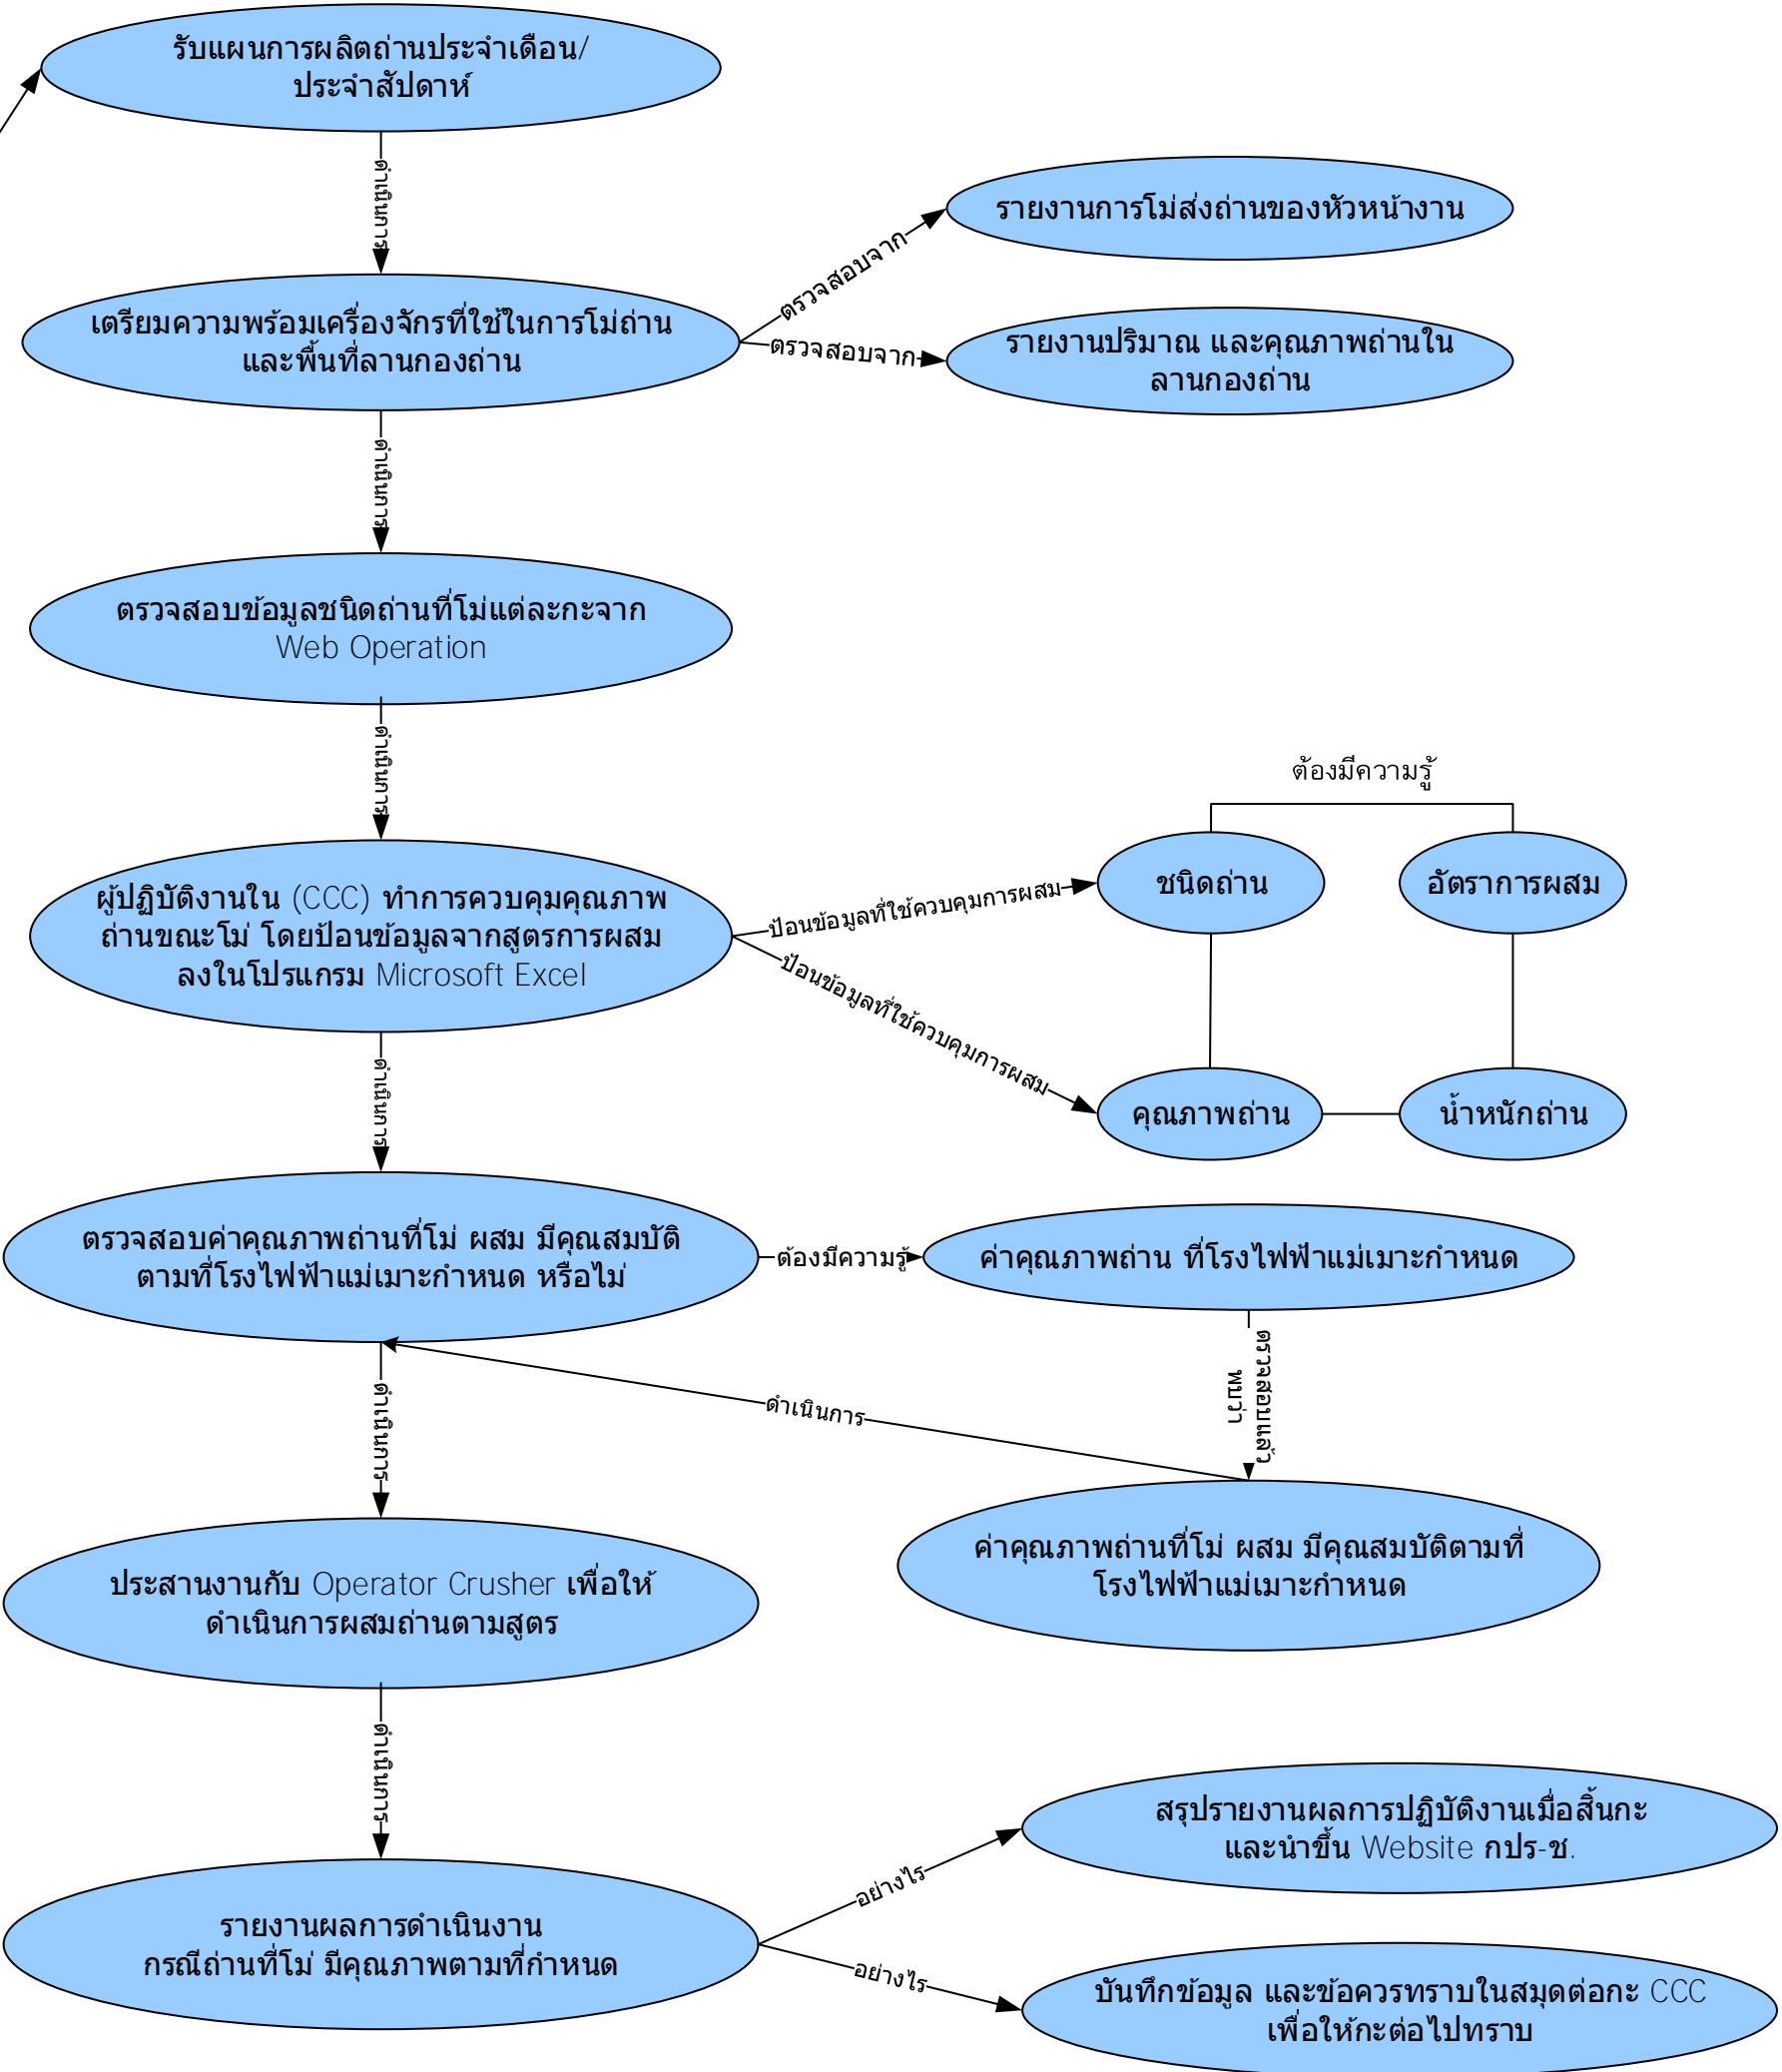 รับแผนการผลิตถ่านประจำเดือน/
ประจำสัปดาห์
ดำเนินการ
รายงานการโม่ส่งถ่านของหัวหน้างาน
ตรวจสอบจาก
เตรียมความพร้อมเครื่องจักรที่ใช้ในการโม่ถ่าน
และพื้นที่ลานกองถ่าน
ตรวจสอบจาก
รายงานปริมาณ และคุณภาพถ่านใน
ลานกองถ่าน
ดำเนินการ
ตรวจสอบข้อมูลชนิดถ่านที่โม่แต่ละกะจาก
Web Operation
ดำเนินการ
ต้องมีความรู้
ชนิดถ่าน
อัตราการผสม
ผู้ปฏิบัติงานใน (CCC) ทำการควบคุมคุณภาพ
ถ่านขณะโม่ โดยป้อนข้อมูลจากสูตรการผสม
ลงในโปรแกรม Microsoft Excel
ป้อนข้อมูลที่ใช้ควบคุมการผสม
ป้อนข้อมูลที่ใช้ควบคุมการผสม
คุณภาพถ่าน
น้ำหนักถ่าน
ดำเนินการ
ตรวจสอบค่าคุณภาพถ่านที่โม่ ผสม มีคุณสมบัติ
ตามที่โรงไฟฟ้าแม่เมาะกำหนด หรือไม่
ต้องมีความรู้
ค่าคุณภาพถ่าน ที่โรงไฟฟ้าแม่เมาะกำหนด
ตรวจสอบแล้ว
พบว่า
ดำเนินการ
ดำเนินการ
ค่าคุณภาพถ่านที่โม่ ผสม มีคุณสมบัติตามที่
โรงไฟฟ้าแม่เมาะกำหนด
ประสานงานกับ Operator Crusher เพื่อให้
ดำเนินการผสมถ่านตามสูตร
ดำเนินการ
สรุปรายงานผลการปฏิบัติงานเมื่อสิ้นกะ
และนำขึ้น Website กปร-ช.
อย่างไร
รายงานผลการดำเนินงาน
กรณีถ่านที่โม่ มีคุณภาพตามที่กำหนด
อย่างไร
บันทึกข้อมูล และข้อควรทราบในสมุดต่อกะ CCC
เพื่อให้กะต่อไปทราบ